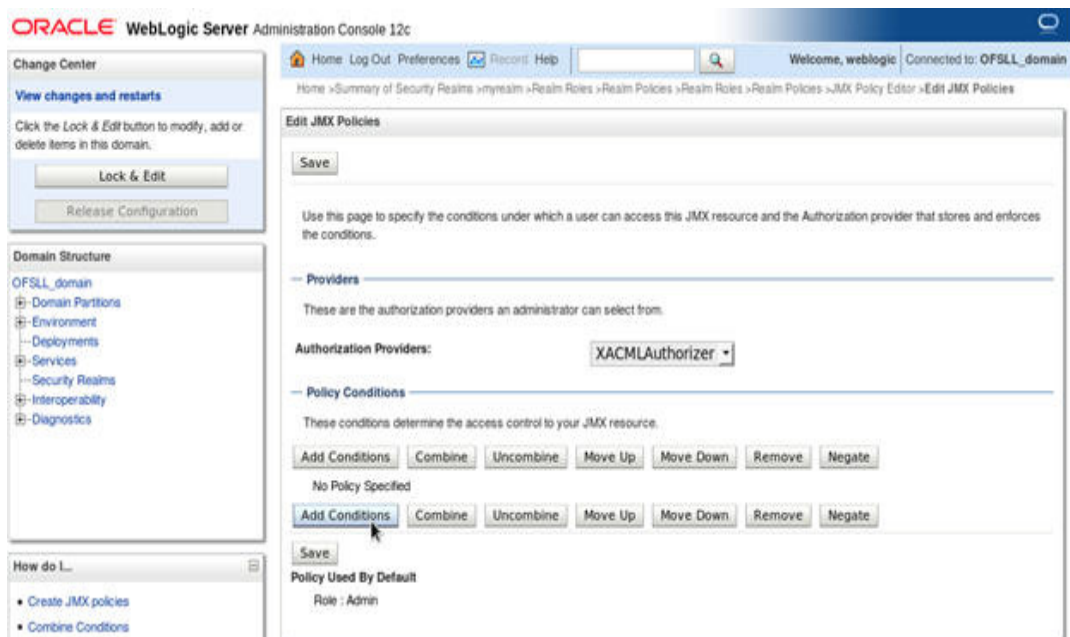 ORACLE WebLogic Server Administration Console 12c
Change Center
View changes and restarts
Click the Lock & Edit button to modify, add or
delete items in this domain.
Lock & Edit
Release Configuration
Domain Structure
OFSLL_domain
Domain Partitions
Environment
Deployments
Services
Security Realms
Interoperability
Diagnostics
How do I...
Create JMX policies
Combine Conditions
Home Log Out Preferences Record Help
Welcome, weblogic Connected to: OFSLL_domain
Home >Summary of Security Realms >myrealm >Realm Roles >Realm Policies >Realm Roles >Realm Policies >JMX Policy Editor >Edit JMX Policies
Edit JMX Policies
Save
Use this page to specify the conditions under which a user can access this JMX resource and the Authorization provider that stores and enforces
the conditions.
Providers
These are the authorization providers an administrator can select from.
Authorization Providers: XACMLAuthorizer
Policy Conditions
These conditions determine the access control to your JMX resource.
Add Conditions Combine Uncombine Move Up Move Down Remove Negate
No Policy Specified
Add Conditions Combine Uncombine Move Up Move Down Remove Negate
Save
Policy Used By Default
Role : Admin